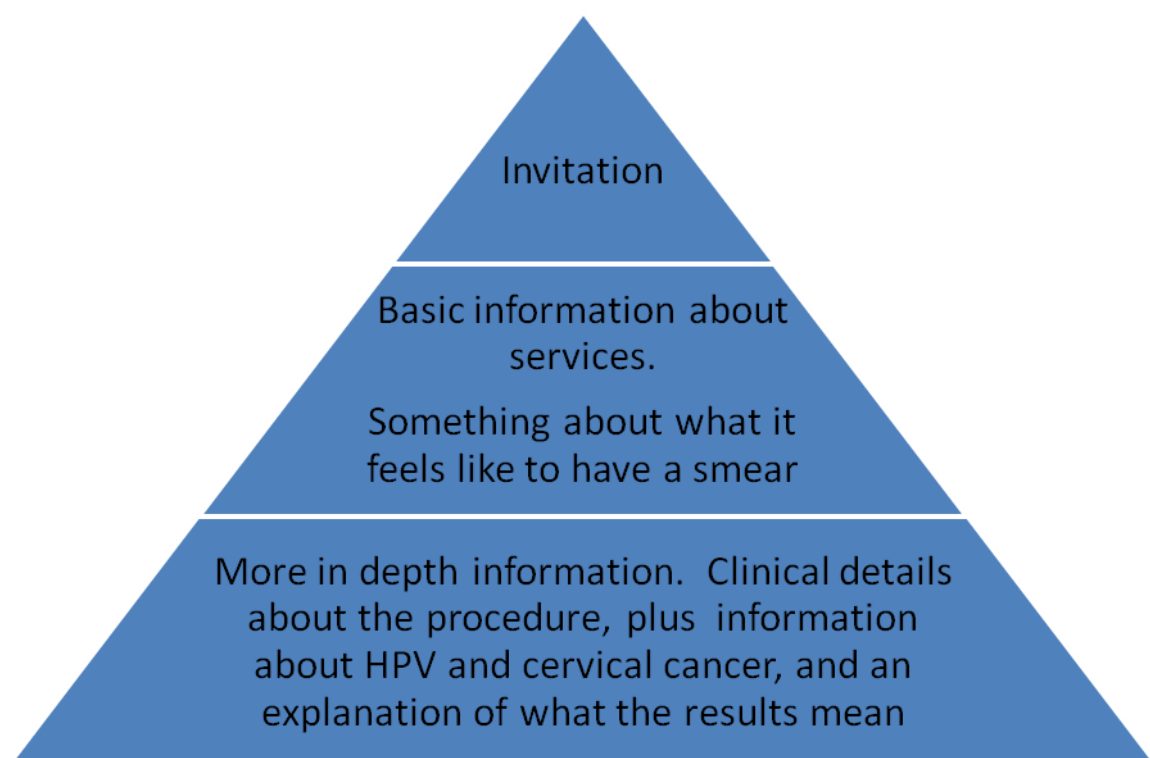 Invitation
Basic information about
services.
Something about what it
feels like to have a smear
More in depth information.  Clinical details
about the procedure, plus  information
about HPV and cervical cancer, and an
explanation of what the results mean